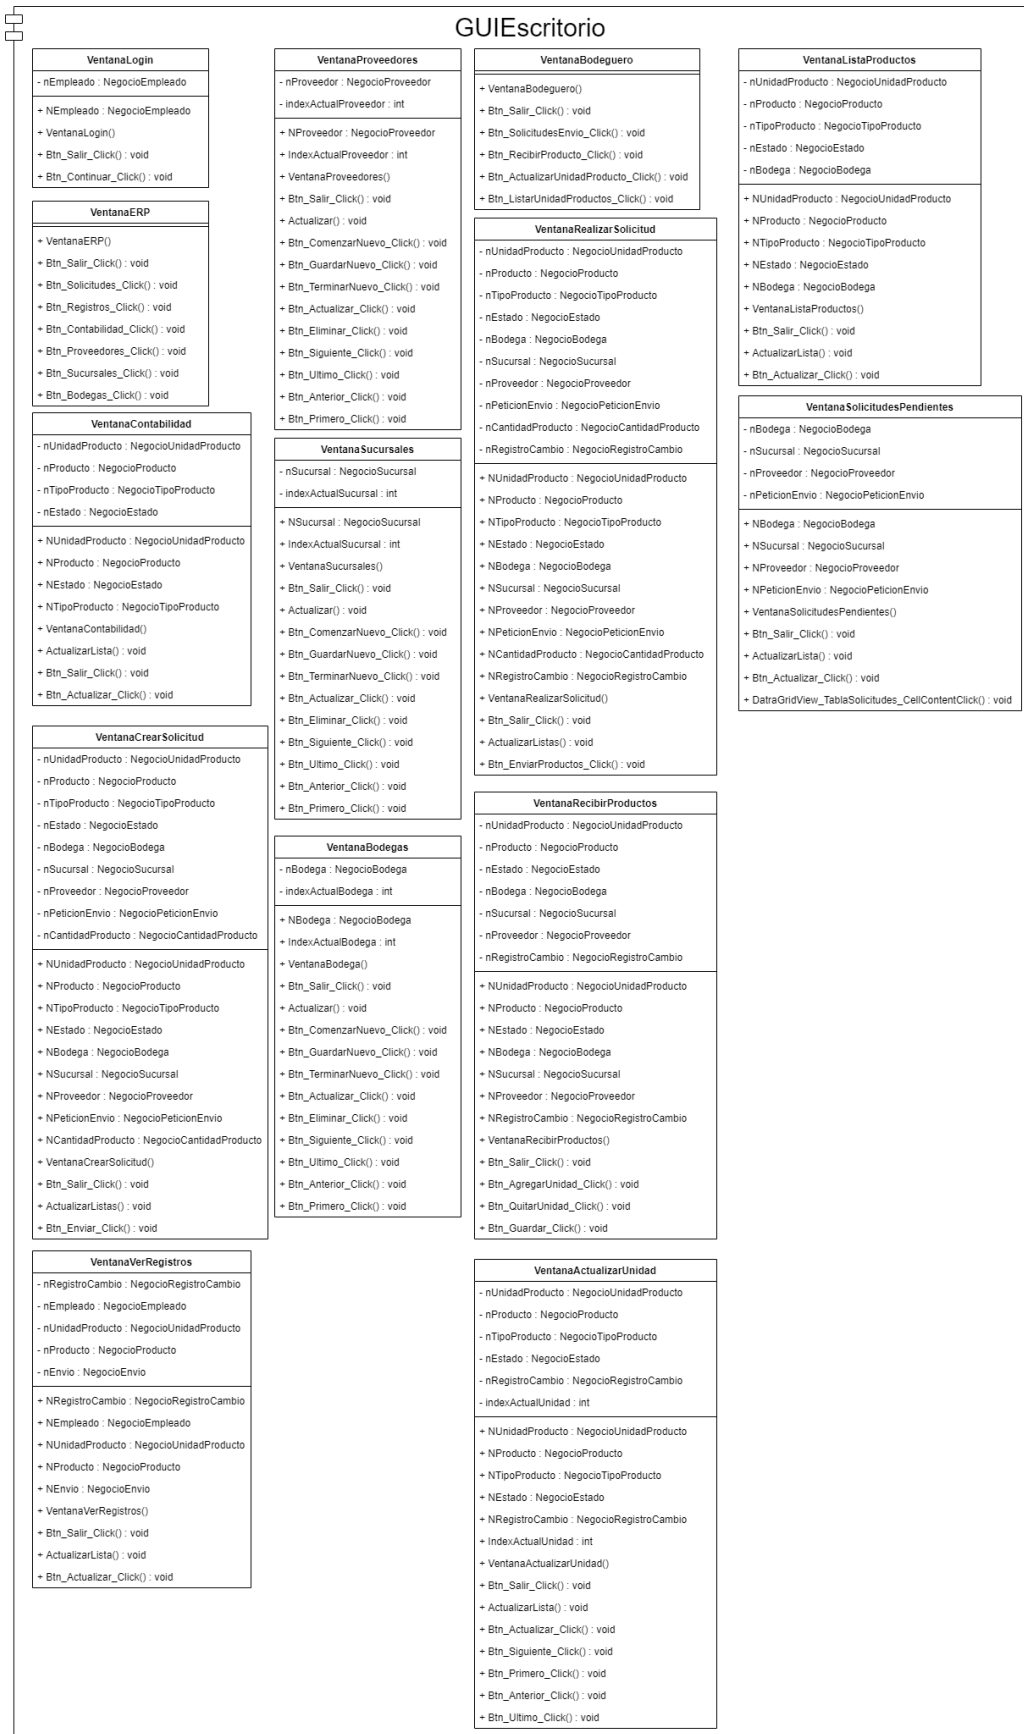 GUIEscritorio
VentanaLogin
- nEmpleado : NegocioEmpleado
+ NEmpleado : NegocioEmpleado
+ VentanaLogin()
+ Btn_Salir_Click() : void
+ Btn_Continuar_Click() : void
VentanaERP
+ VentanaERP()
+ Btn_Salir_Click() : void
+ Btn_Solicitudes_Click() : void
+ Btn_Registros_Click() : void
+ Btn_Contabilidad_Click() : void
+ Btn_Proveedores_Click() : void
+ Btn_Sucursales_Click() : void
+ Btn_Bodegas_Click() : void
VentanaContabilidad
- nUnidadProducto : NegocioUnidadProducto
- nProducto : NegocioProducto
- nTipoProducto : NegocioTipoProducto
- nEstado : NegocioEstado
+ NUnidadProducto : NegocioUnidadProducto
+ NProducto : NegocioProducto
+ NEstado : NegocioEstado
+ NTipoProducto : NegocioTipoProducto
+ VentanaContabilidad()
+ ActualizarLista() : void
+ Btn_Salir_Click() : void
+ Btn_Actualizar_Click() : void
VentanaCrearSolicitud
- nUnidadProducto : NegocioUnidadProducto
- nProducto : NegocioProducto
- nTipoProducto : NegocioTipoProducto
- nEstado : NegocioEstado
- nBodega : NegocioBodega
- nSucursal : NegocioSucursal
- nProveedor : NegocioProveedor
- nPeticionEnvio : NegocioPeticionEnvio
- nCantidadProducto : NegocioCantidadProducto
+ NUnidadProducto : NegocioUnidadProducto
+ NProducto : NegocioProducto
+ NTipoProducto : NegocioTipoProducto
+ NEstado : NegocioEstado
+ NBodega : NegocioBodega
+ NSucursal : NegocioSucursal
+ NProveedor : NegocioProveedor
+ NPeticionEnvio : NegocioPeticionEnvio
+ NCantidadProducto : NegocioCantidadProducto
+ VentanaCrearSolicitud()
+ Btn_Salir_Click() : void
+ ActualizarListas() : void
+ Btn_Enviar_Click() : void
VentanaVerRegistros
- nRegistroCambio : NegocioRegistroCambio
- nEmpleado : NegocioEmpleado
- nUnidadProducto : NegocioUnidadProducto
- nProducto : NegocioProducto
- nEnvio : NegocioEnvio
+ NRegistroCambio : NegocioRegistroCambio
+ NEmpleado : NegocioEmpleado
+ NUnidadProducto : NegocioUnidadProducto
+ NProducto : NegocioProducto
+ NEnvio : NegocioEnvio
+ VentanaVerRegistros()
+ Btn_Salir_Click() : void
+ ActualizarLista() : void
+ Btn_Actualizar_Click() : void
VentanaProveedores
- nProveedor : NegocioProveedor
- indexActualProveedor : int
+ NProveedor : NegocioProveedor
+ IndexActualProveedor : int
+ VentanaProveedores()
+ Btn_Salir_Click() : void
+ Actualizar() : void
+ Btn_ComenzarNuevo_Click() : void
+ Btn_GuardarNuevo_Click() : void
+ Btn_TerminarNuevo_Click() : void
+ Btn_Actualizar_Click() : void
+ Btn_Eliminar_Click() : void
+ Btn_Siguiente_Click() : void
+ Btn_Ultimo_Click() : void
+ Btn_Anterior_Click() : void
+ Btn_Primero_Click() : void
VentanaSucursales
- nSucursal : NegocioSucursal
- indexActualSucursal : int
+ NSucursal : NegocioSucursal
+ IndexActualSucursal : int
+ VentanaSucursales()
+ Btn_Salir_Click() : void
+ Actualizar() : void
+ Btn_ComenzarNuevo_Click() : void
+ Btn_GuardarNuevo_Click() : void
+ Btn_TerminarNuevo_Click() : void
+ Btn_Actualizar_Click() : void
+ Btn_Eliminar_Click() : void
+ Btn_Siguiente_Click() : void
+ Btn_Ultimo_Click() : void
+ Btn_Anterior_Click() : void
+ Btn_Primero_Click() : void
VentanaBodegas
- nBodega : NegocioBodega
- indexActualBodega : int
+ NBodega : NegocioBodega
+ IndexActualBodega : int
+ VentanaBodega()
+ Btn_Salir_Click() : void
+ Actualizar() : void
+ Btn_ComenzarNuevo_Click() : void
+ Btn_GuardarNuevo_Click() : void
+ Btn_TerminarNuevo_Click() : void
+ Btn_Actualizar_Click() : void
+ Btn_Eliminar_Click() : void
+ Btn_Siguiente_Click() : void
+ Btn_Ultimo_Click() : void
+ Btn_Anterior_Click() : void
+ Btn_Primero_Click() : void
VentanaBodeguero
+ VentanaBodeguero()
+ Btn_Salir_Click() : void
+ Btn_SolicitudesEnvio_Click() : void
+ Btn_RecibirProducto_Click() : void
+ Btn_ActualizarUnidadProducto_Click() : void
+ Btn_ListarUnidadProductos_Click() : void
VentanaRealizarSolicitud
- nUnidadProducto : NegocioUnidadProducto
- nProducto : NegocioProducto
- nTipoProducto : NegocioTipoProducto
- nEstado : NegocioEstado
- nBodega : NegocioBodega
- nSucursal : NegocioSucursal
- nProveedor : NegocioProveedor
- nPeticionEnvio : NegocioPeticionEnvio
- nCantidadProducto : NegocioCantidadProducto
- nRegistroCambio : NegocioRegistroCambio
+ NUnidadProducto : NegocioUnidadProducto
+ NProducto : NegocioProducto
+ NTipoProducto : NegocioTipoProducto
+ NEstado : NegocioEstado
+ NBodega : NegocioBodega
+ NSucursal : NegocioSucursal
+ NProveedor : NegocioProveedor
+ NPeticionEnvio : NegocioPeticionEnvio
+ NCantidadProducto : NegocioCantidadProducto
+ NRegistroCambio : NegocioRegistroCambio
+ VentanaRealizarSolicitud()
+ Btn_Salir_Click() : void
+ ActualizarListas() : void
+ Btn_EnviarProductos_Click() : void
VentanaRecibirProductos
- nUnidadProducto : NegocioUnidadProducto
- nProducto : NegocioProducto
- nEstado : NegocioEstado
- nBodega : NegocioBodega
- nSucursal : NegocioSucursal
- nProveedor : NegocioProveedor
- nRegistroCambio : NegocioRegistroCambio
+ NUnidadProducto : NegocioUnidadProducto
+ NProducto : NegocioProducto
+ NEstado : NegocioEstado
+ NBodega : NegocioBodega
+ NSucursal : NegocioSucursal
+ NProveedor : NegocioProveedor
+ NRegistroCambio : NegocioRegistroCambio
+ VentanaRecibirProductos()
+ Btn_Salir_Click() : void
+ Btn_AgregarUnidad_Click() : void
+ Btn_QuitarUnidad_Click() : void
+ Btn_Guardar_Click() : void
VentanaActualizarUnidad
- nUnidadProducto : NegocioUnidadProducto
- nProducto : NegocioProducto
- nTipoProducto : NegocioTipoProducto
- nEstado : NegocioEstado
- nRegistroCambio : NegocioRegistroCambio
- indexActualUnidad : int
+ NUnidadProducto : NegocioUnidadProducto
+ NProducto : NegocioProducto
+ NTipoProducto : NegocioTipoProducto
+ NEstado : NegocioEstado
+ NRegistroCambio : NegocioRegistroCambio
+ IndexActualUnidad : int
+ VentanaActualizarUnidad()
+ Btn_Salir_Click() : void
+ ActualizarLista() : void
+ Btn_Actualizar_Click() : void
+ Btn_Siguiente_Click() : void
+ Btn_Primero_Click() : void
+ Btn_Anterior_Click() : void
+ Btn_Ultimo_Click() : void
VentanaListaProductos
- nUnidadProducto : NegocioUnidadProducto
- nProducto : NegocioProducto
- nTipoProducto : NegocioTipoProducto
- nEstado : NegocioEstado
- nBodega : NegocioBodega
+ NUnidadProducto : NegocioUnidadProducto
+ NProducto : NegocioProducto
+ NTipoProducto : NegocioTipoProducto
+ NEstado : NegocioEstado
+ NBodega : NegocioBodega
+ VentanaListaProductos()
+ Btn_Salir_Click() : void
+ ActualizarLista() : void
+ Btn_Actualizar_Click() : void
VentanaSolicitudesPendientes
- nBodega : NegocioBodega
- nSucursal : NegocioSucursal
- nProveedor : NegocioProveedor
- nPeticionEnvio : NegocioPeticionEnvio
+ NBodega : NegocioBodega
+ NSucursal : NegocioSucursal
+ NProveedor : NegocioProveedor
+ NPeticionEnvio : NegocioPeticionEnvio
+ VentanaSolicitudesPendientes()
+ Btn_Salir_Click() : void
+ ActualizarLista() : void
+ Btn_Actualizar_Click() : void
+ DatraGridView_TablaSolicitudes_CellContentClick() : void